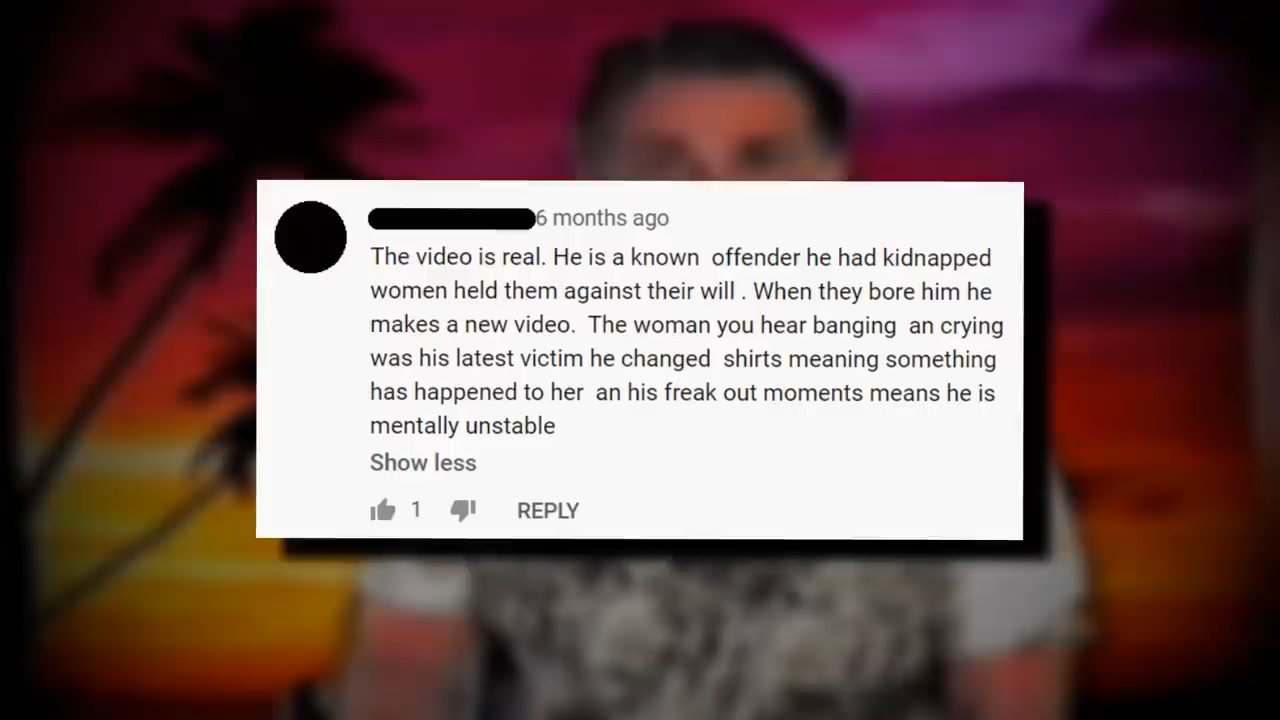 6 months ago
The video is real. He is a known  offender he had kidnapped
women held them against their will . When they bore him he
makes a new video.  The woman you hear banging  an crying
was his latest victim he changed  shirts meaning something
has happened to her  an his freak out moments means he is
mentally unstable
Show less
1 REPLY